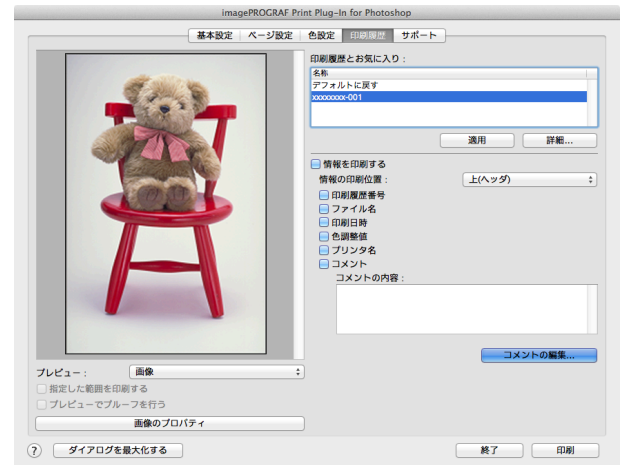 imagePROGRAF Print Plug-In for Photoshop
基本設定 ページ設定 色設定 印刷履歴 サポート
印刷履歴とお気に入り：
名称
デフォルトに戻す
xxxxxxxx-001
適用 詳細...
情報を印刷する
情報の印刷位置： 上(ヘッダ)
印刷履歴番号
ファイル名
印刷日時
色調整値
プリンタ名
コメント
コメントの内容：
コメントの編集...
プレビュー： 画像
指定した範囲を印刷する
プレビューでプルーフを行う
画像のプロパティ
? ダイアログを最大化する 終了 印刷